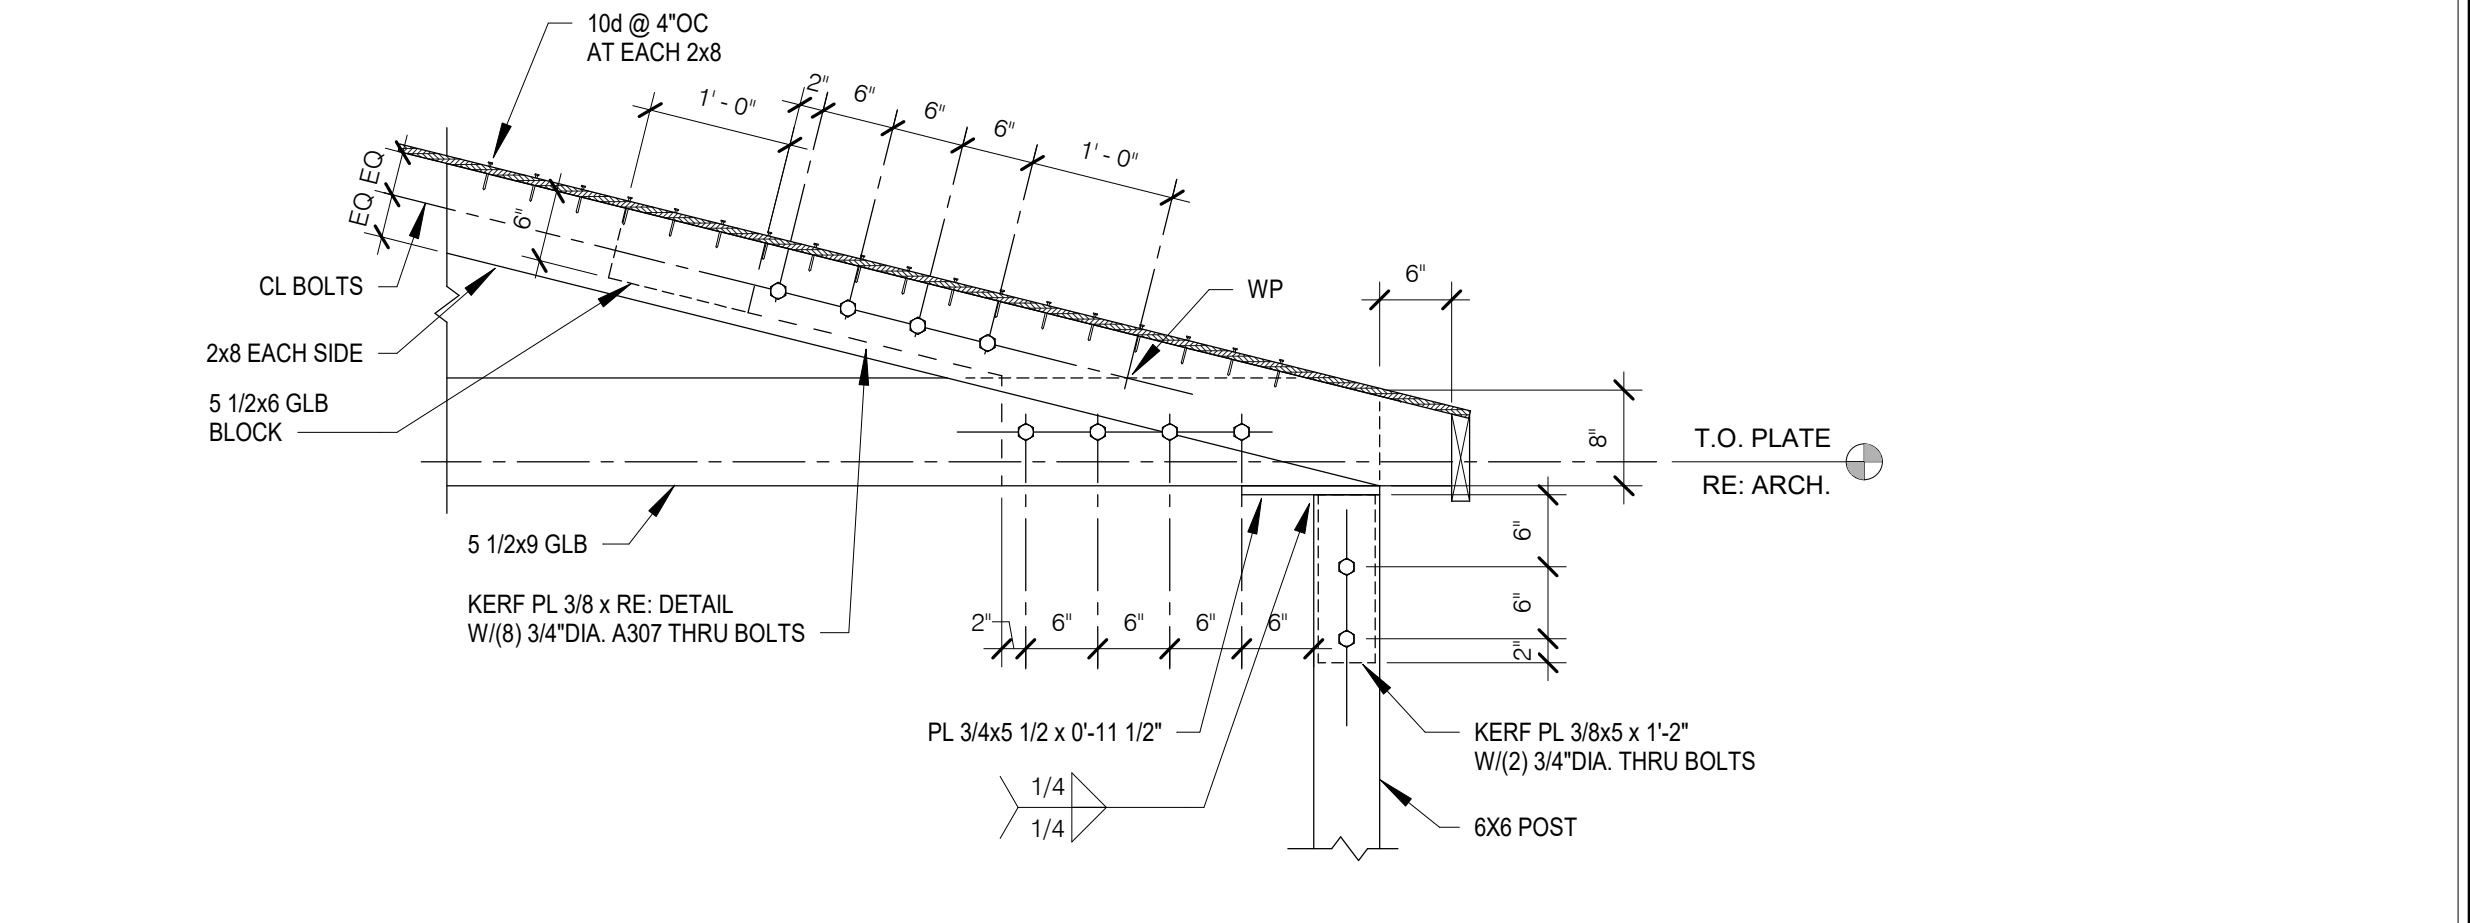 10d @ 4"OC
AT EACH 2x8
1' - 0"
2"
6"
6"
6"
1' - 0"
EQ EQ
6"
CL BOLTS
2x8 EACH SIDE
5 1/2x6 GLB
BLOCK
WP
6"
8"
T.O. PLATE
RE: ARCH.
5 1/2x9 GLB
KERF PL 3/8 x RE: DETAIL
W/(8) 3/4"DIA. A307 THRU BOLTS
2"
6"
6"
6"
6"
6"
6"
2"
PL 3/4x5 1/2 x 0'-11 1/2"
1/4
1/4
KERF PL 3/8x5 x 1'-2"
W/(2) 3/4"DIA. THRU BOLTS
6X6 POST